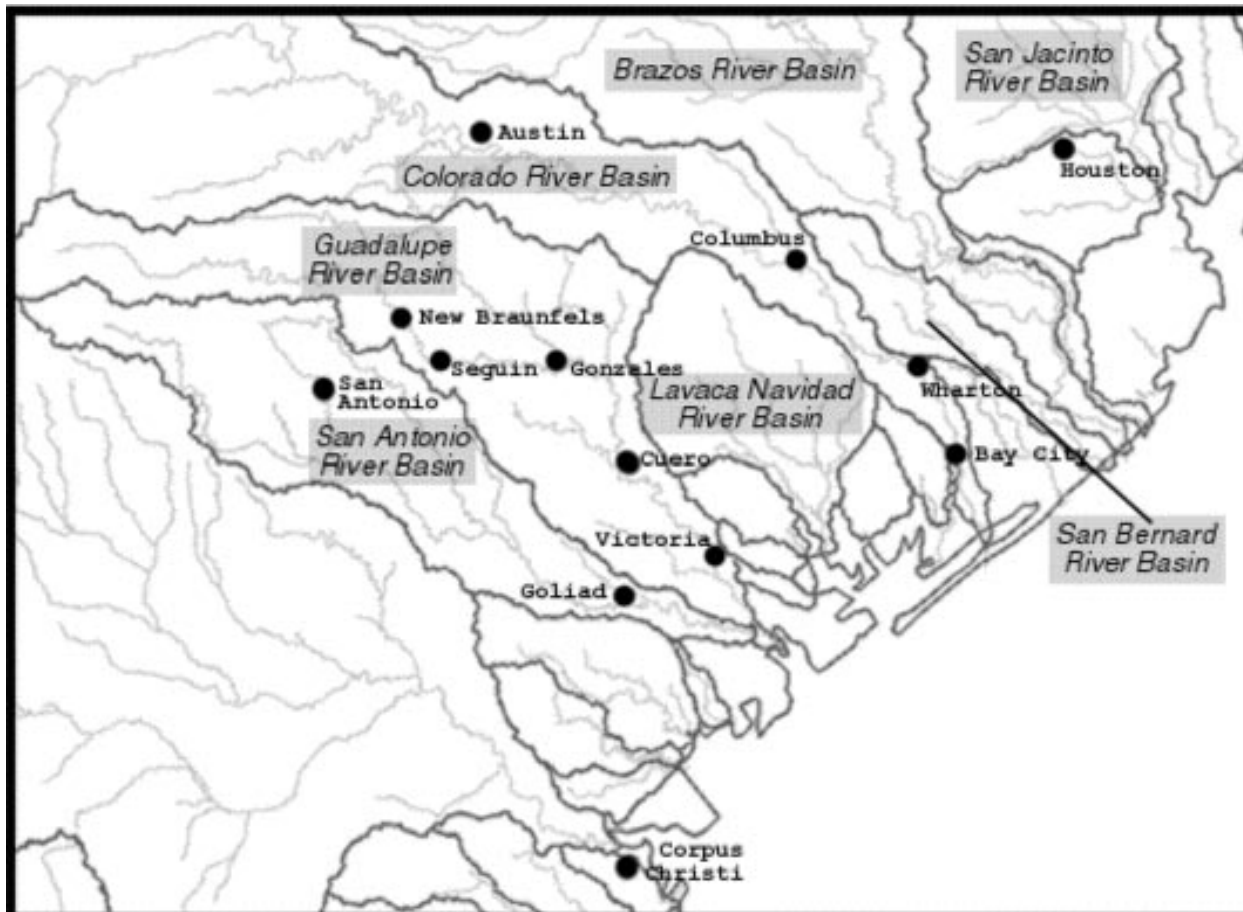 Brazos River Basin
San Jacinto
River Basin
Austin
Houston
Colorado River Basin
Columbus
Guadalupe
River Basin
New Braunfels
Seguin
Gonzales
Wharton
San
Antonio
Lavaca Navidad
River Basin
San Antonio
River Basin
Cuero
Bay City
Victoria
San Bernard
River Basin
Goliad
Corpus
Christi